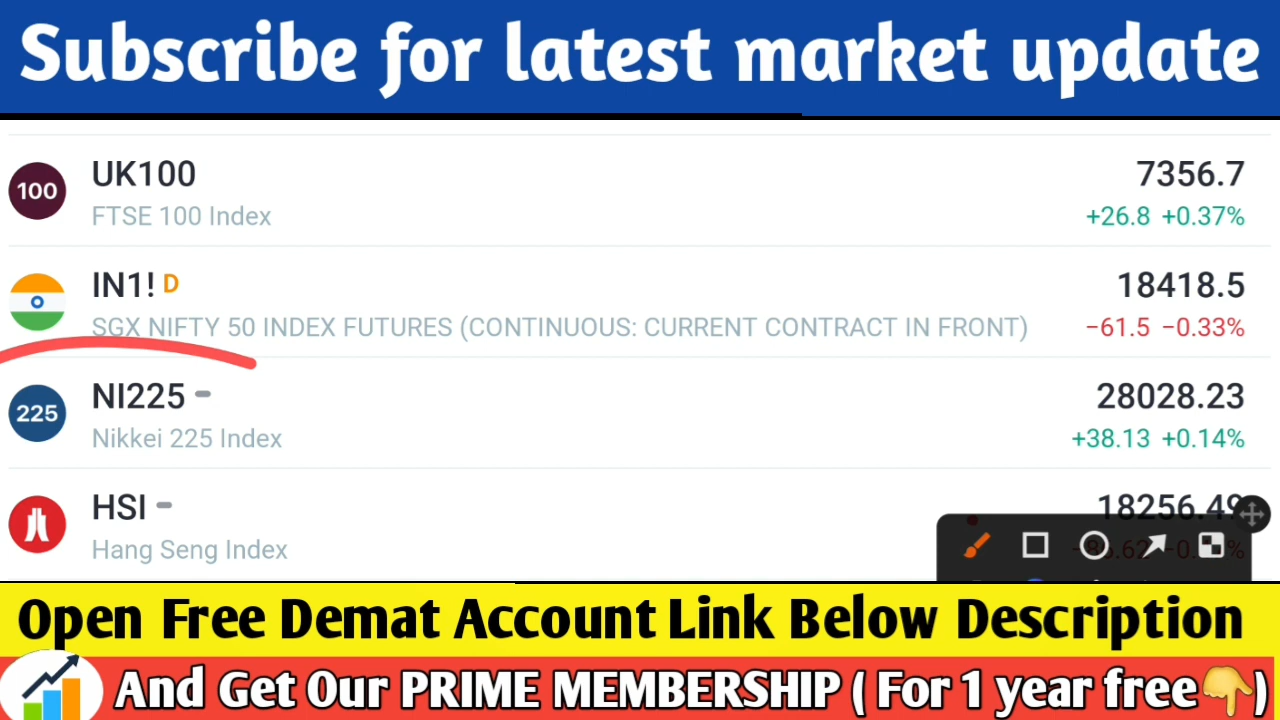 Subscribe for latest market update
100
UK100
7356.7
FTSE 100 Index
+26.8 +0.37%
IN1! D
18418.5
SGX NIFTY 50 INDEX FUTURES (CONTINUOUS: CURRENT CONTRACT IN FRONT)
−61.5 −0.33%
225
NI225
28028.23
Nikkei 225 Index
+38.13 +0.14%
HSI
18256.49
Hang Seng Index
Open Free Demat Account Link Below Description
And Get Our PRIME MEMBERSHIP ( For 1 year free👇)